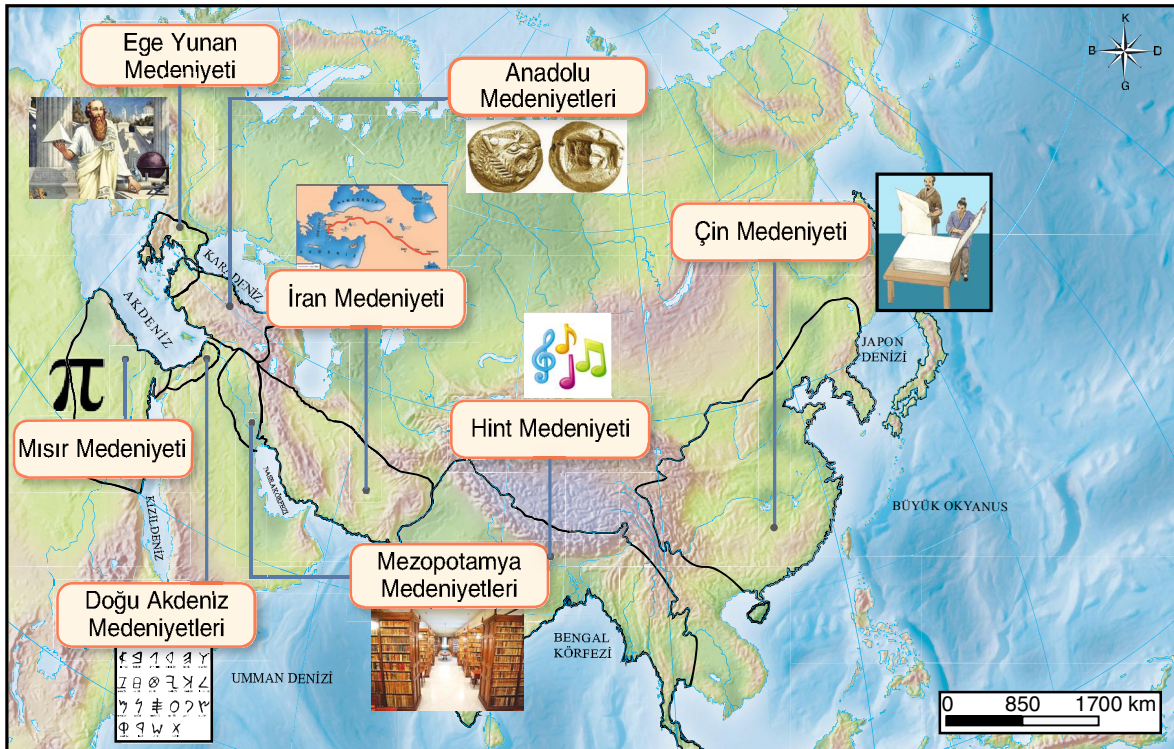 Ege Yunan
Medeniyeti
Anadolu
Medeniyetleri
K
B
D
G
KARADENİZ
İran Medeniyeti
Çin Medeniyeti
KARADENİZ
AKDENİZ
JAPON
DENİZİ
π
Hint Medeniyeti
Mısır Medeniyeti
BASRA KÖRFEZİ
KIZILDENİZ
BÜYÜK OKYANUS
Mezopotamya
Medeniyetleri
Doğu Akdeniz
Medeniyetleri
BENGAL
KÖRFEZİ
UMMAN DENİZİ
0 850 1700 km